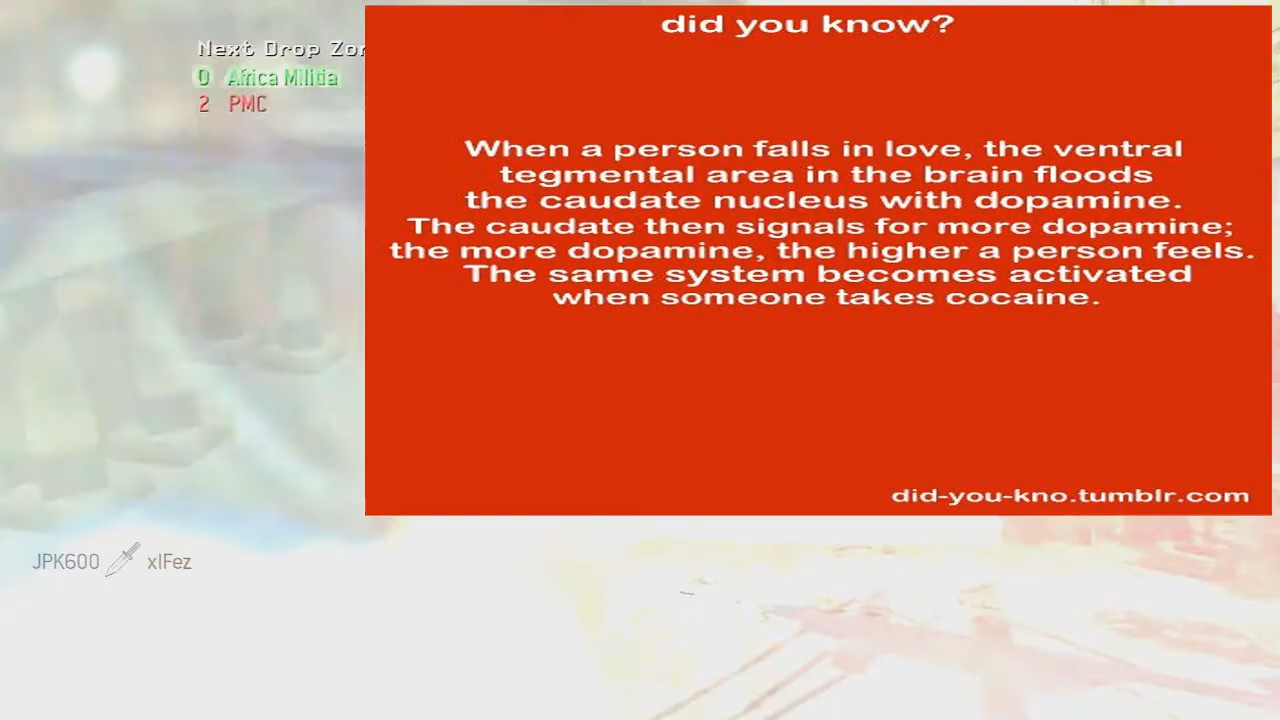 did you know?
Next Drop
0 Africa Militia
2 PMC
When a person falls in love, the ventral
tegmental area in the brain floods
the caudate nucleus with dopamine.
The caudate then signals for more dopamine;
the more dopamine, the higher a person feels.
The same system becomes activated
when someone takes cocaine.
did-you-kno.tumblr.com
JPK600 xIFez